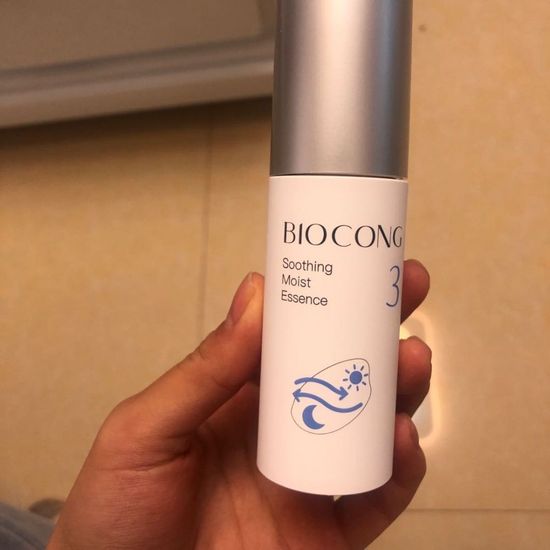 BIOCONG
Soothing
Moist
Essence
3